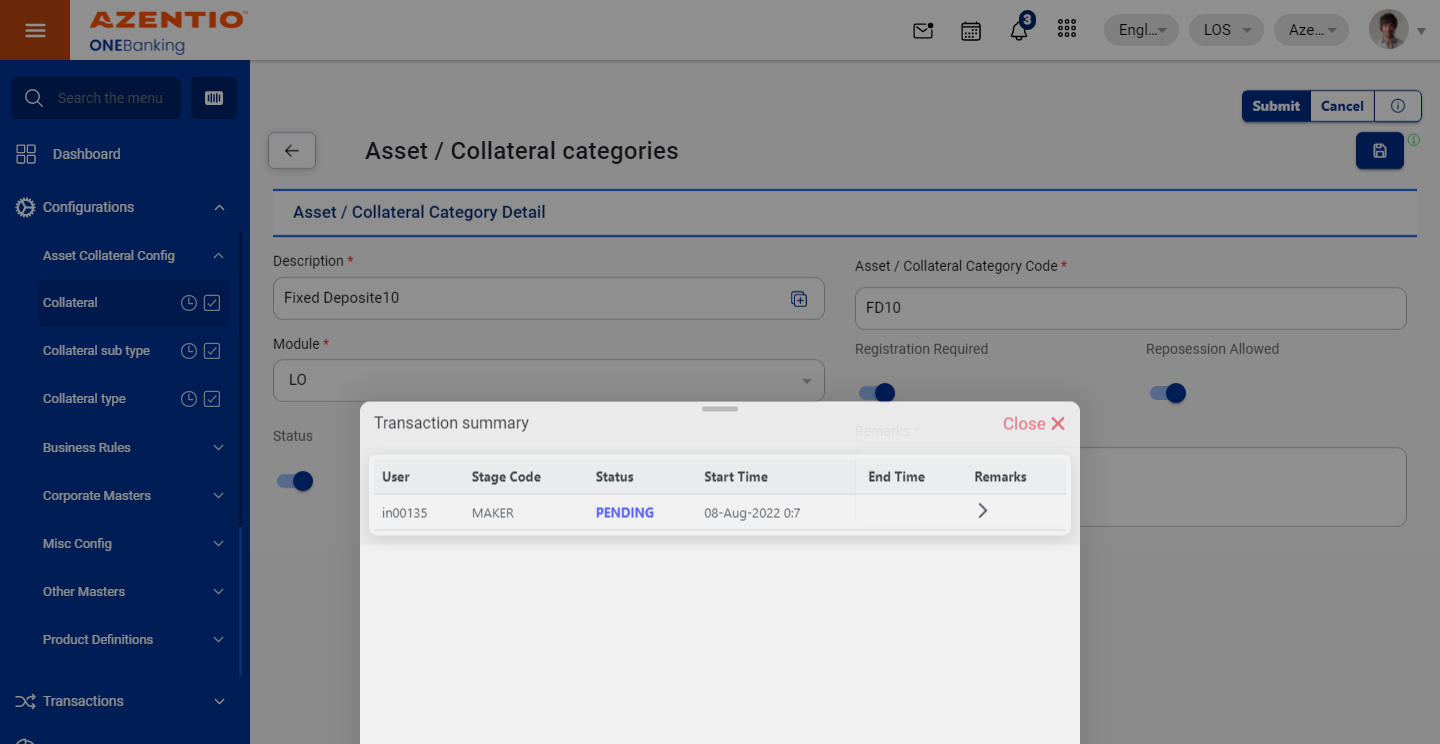 AZENTIO™
ONEBanking
3
Engl...
LOS
Aze...
Search the menu
Dashboard
Configurations
Asset Collateral Config
Collateral
Collateral sub type
Collateral type
Business Rules
Corporate Masters
Misc Config
Other Masters
Product Definitions
Transactions
Submit
Cancel
Asset / Collateral categories
Asset / Collateral Category Detail
Description *
Fixed Deposite10
Asset / Collateral Category Code *
FD10
Module *
LO
Registration Required
Reposession Allowed
Status
Remarks *
Transaction summary
Close
User Stage Code Status Start Time End Time Remarks
in00135 MAKER PENDING 08-Aug-2022 0:7